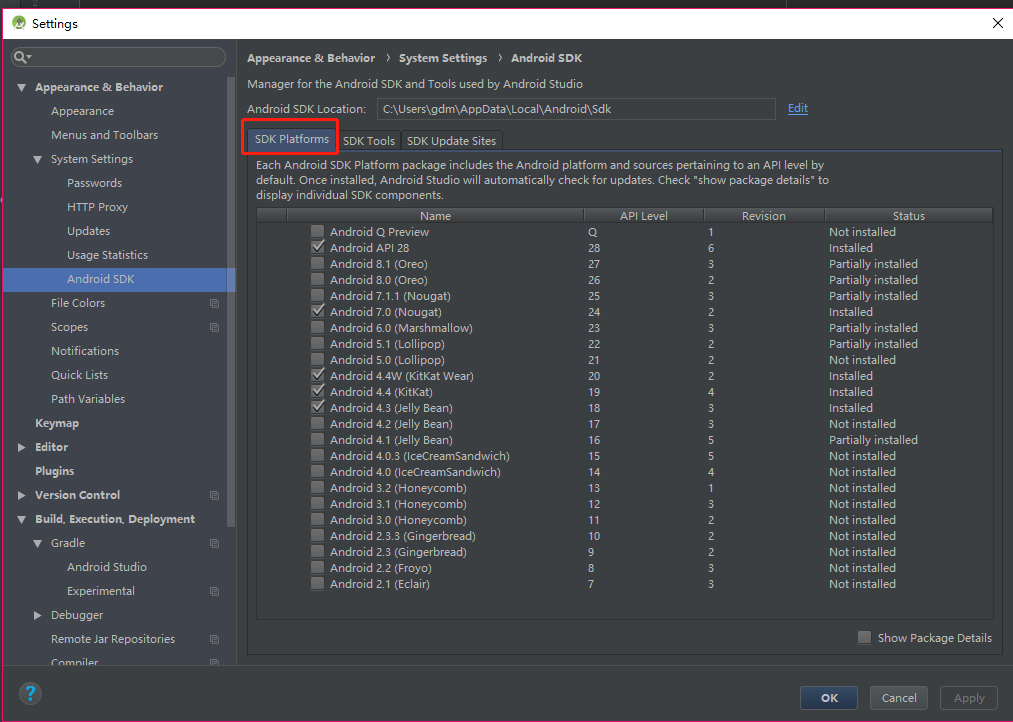 Settings
Appearance & Behavior
Appearance
Menus and Toolbars
System Settings
Passwords
HTTP Proxy
Updates
Usage Statistics
Android SDK
File Colors
Scopes
Notifications
Quick Lists
Path Variables
Keymap
Editor
Plugins
Version Control
Build, Execution, Deployment
Gradle
Android Studio
Experimental
Debugger
Remote Jar Repositories
Compiler
Appearance & Behavior › System Settings › Android SDK
Manager for the Android SDK and Tools used by Android Studio
Android SDK Location: C:\Users\gdm\AppData\Local\Android\Sdk Edit
SDK Platforms SDK Tools SDK Update Sites
Each Android SDK Platform package includes the Android platform and sources pertaining to an API level by
default. Once installed, Android Studio will automatically check for updates. Check "show package details" to
display individual SDK components.
Name API Level Revision Status
Android Q Preview Q 1 Not installed
Android API 28 28 6 Installed
Android 8.1 (Oreo) 27 3 Partially installed
Android 8.0 (Oreo) 26 2 Partially installed
Android 7.1.1 (Nougat) 25 3 Partially installed
Android 7.0 (Nougat) 24 2 Installed
Android 6.0 (Marshmallow) 23 3 Partially installed
Android 5.1 (Lollipop) 22 2 Partially installed
Android 5.0 (Lollipop) 21 2 Not installed
Android 4.4W (KitKat Wear) 20 2 Installed
Android 4.4 (KitKat) 19 4 Installed
Android 4.3 (Jelly Bean) 18 3 Installed
Android 4.2 (Jelly Bean) 17 3 Not installed
Android 4.1 (Jelly Bean) 16 5 Partially installed
Android 4.0.3 (IceCreamSandwich) 15 5 Not installed
Android 4.0 (IceCreamSandwich) 14 4 Not installed
Android 3.2 (Honeycomb) 13 1 Not installed
Android 3.1 (Honeycomb) 12 3 Not installed
Android 3.0 (Honeycomb) 11 2 Not installed
Android 2.3.3 (Gingerbread) 10 2 Not installed
Android 2.3 (Gingerbread) 9 2 Not installed
Android 2.2 (Froyo) 8 3 Not installed
Android 2.1 (Eclair) 7 3 Not installed
Show Package Details
? OK Cancel Apply